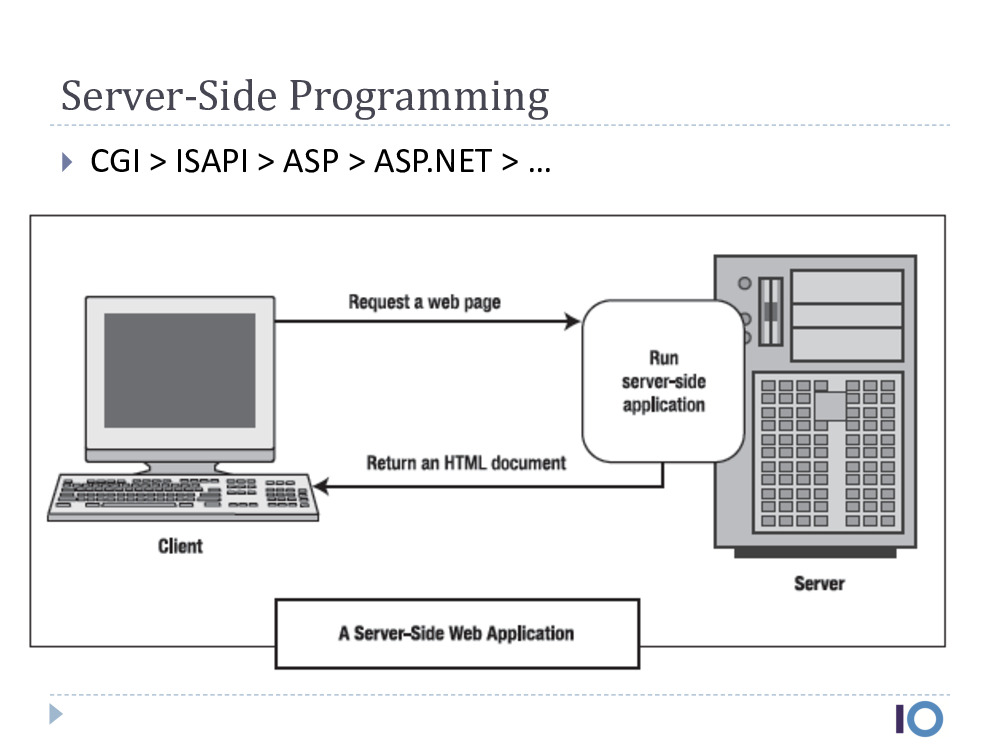 Server-Side Programming
CGI > ISAPI > ASP > ASP.NET > ...
Request a web page
Run
server-side
application
Return an HTML document
Client
Server
A Server-Side Web Application
IO